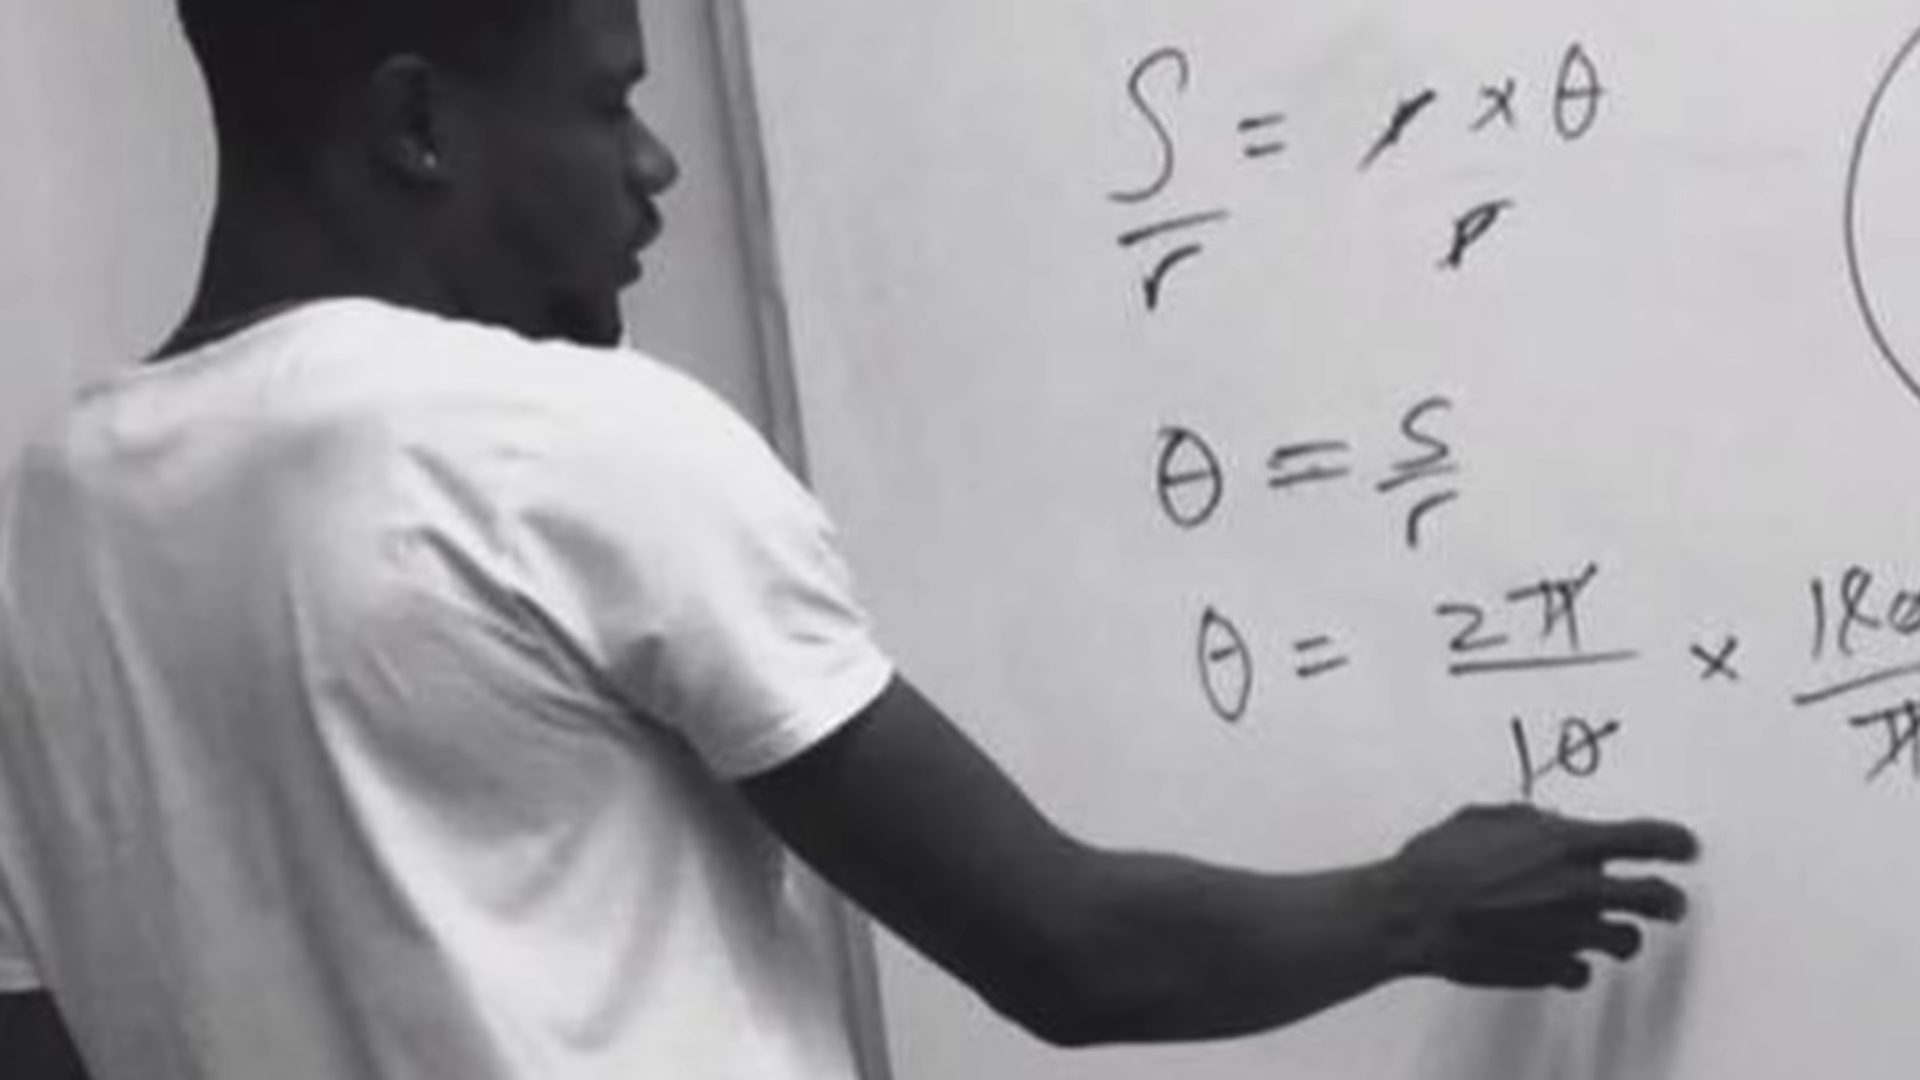 S/r = r x θ/r
θ = S/r
θ = 2π/10 x 180/π